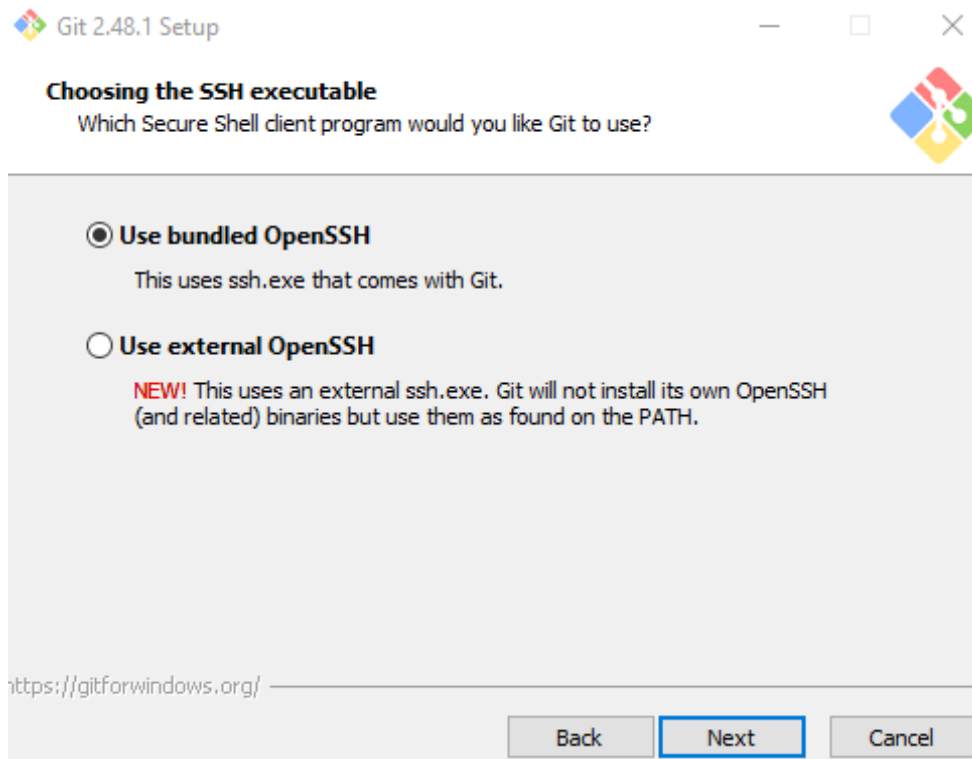 Git 2.48.1 Setup
Choosing the SSH executable
Which Secure Shell client program would you like Git to use?
Use bundled OpenSSH
This uses ssh.exe that comes with Git.
Use external OpenSSH
NEW! This uses an external ssh.exe. Git will not install its own OpenSSH
(and related) binaries but use them as found on the PATH.
https://gitforwindows.org/
Back Next Cancel